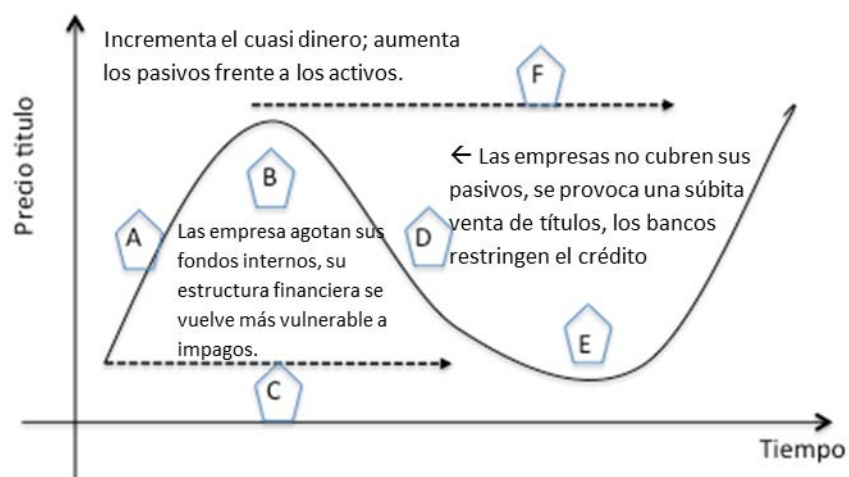 Incrementa el cuasi dinero; aumenta
los pasivos frente a los activos.
F
Precio titulo
B
← Las empresas no cubren sus
pasivos, se provoca una súbita
venta de títulos, los bancos
restringen el crédito
A
Las empresa agotan sus
fondos internos, su
estructura financiera se
vuelve más vulnerable a
impagos.
D
E
C
Tiempo